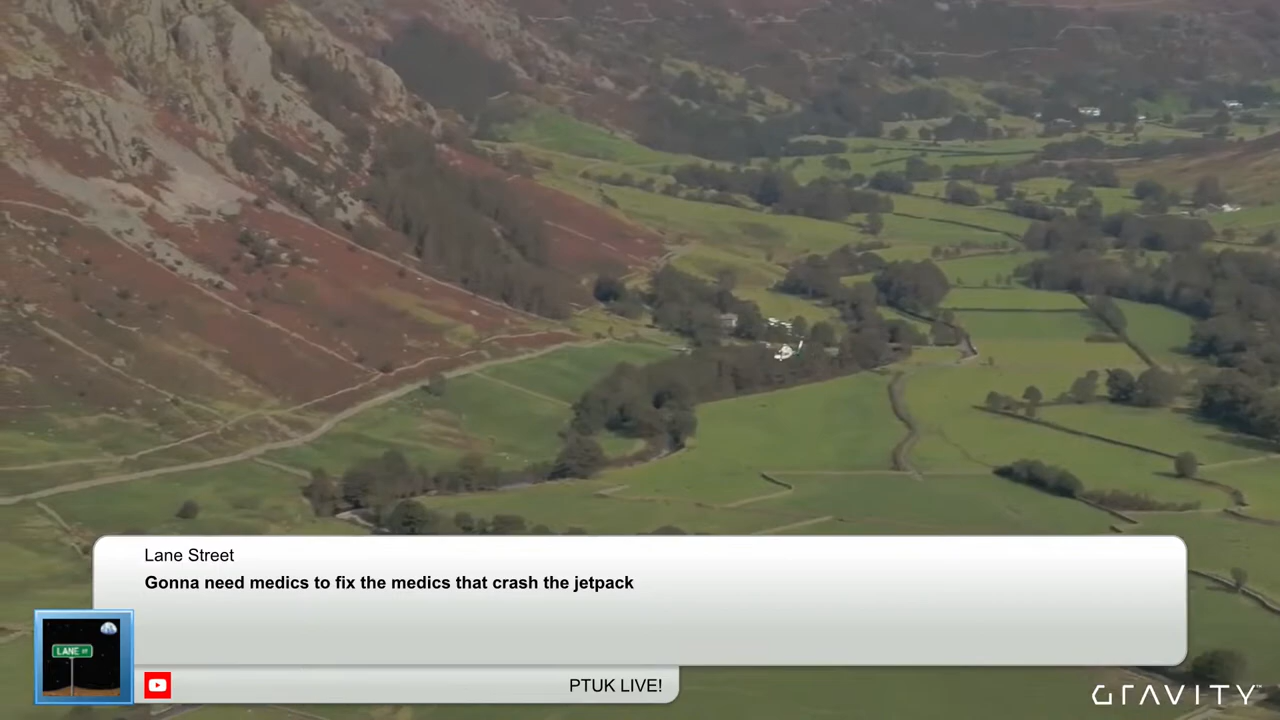 Lane Street
Gonna need medics to fix the medics that crash the jetpack
LANE ST
PTUK LIVE!
GRAVITY